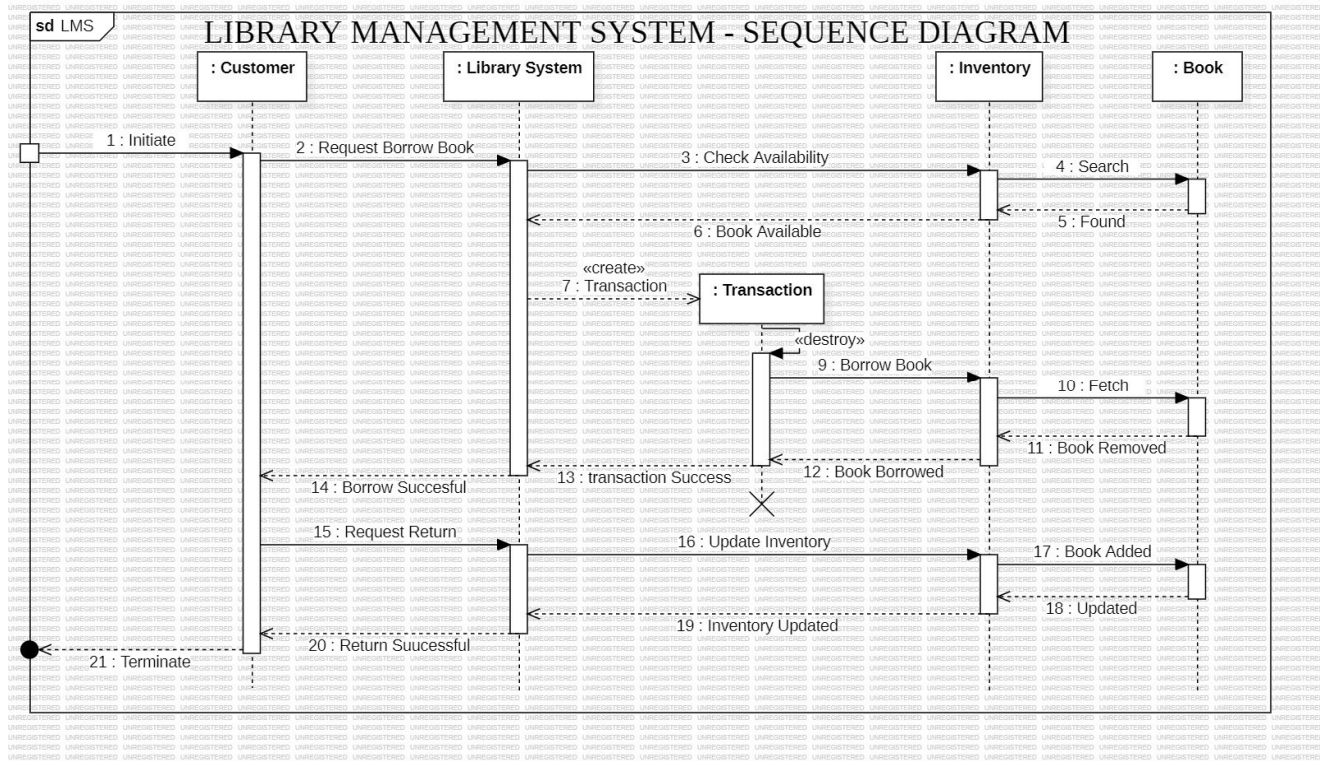 sd LMS
LIBRARY MANAGEMENT SYSTEM - SEQUENCE DIAGRAM
: Customer
: Library System
: Inventory
: Book
1 : Initiate
2 : Request Borrow Book
3 : Check Availability
4 : Search
5 : Found
6 : Book Available
«create»
7 : Transaction
: Transaction
«destroy»
9 : Borrow Book
10 : Fetch
11 : Book Removed
12 : Book Borrowed
13 : transaction Success
14 : Borrow Succesful
15 : Request Return
16 : Update Inventory
17 : Book Added
18 : Updated
19 : Inventory Updated
20 : Return Suucessful
21 : Terminate
UNREGISTERED